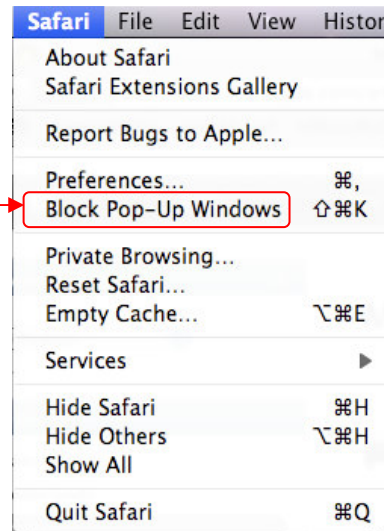 Safari File Edit View Histor
About Safari
Safari Extensions Gallery
Report Bugs to Apple...
Preferences... ⌘,
Block Pop-Up Windows ⇧⌘K
Private Browsing...
Reset Safari...
Empty Cache... ⌥⌘E
Services ▶
Hide Safari ⌘H
Hide Others ⌥⌘H
Show All
Quit Safari ⌘Q